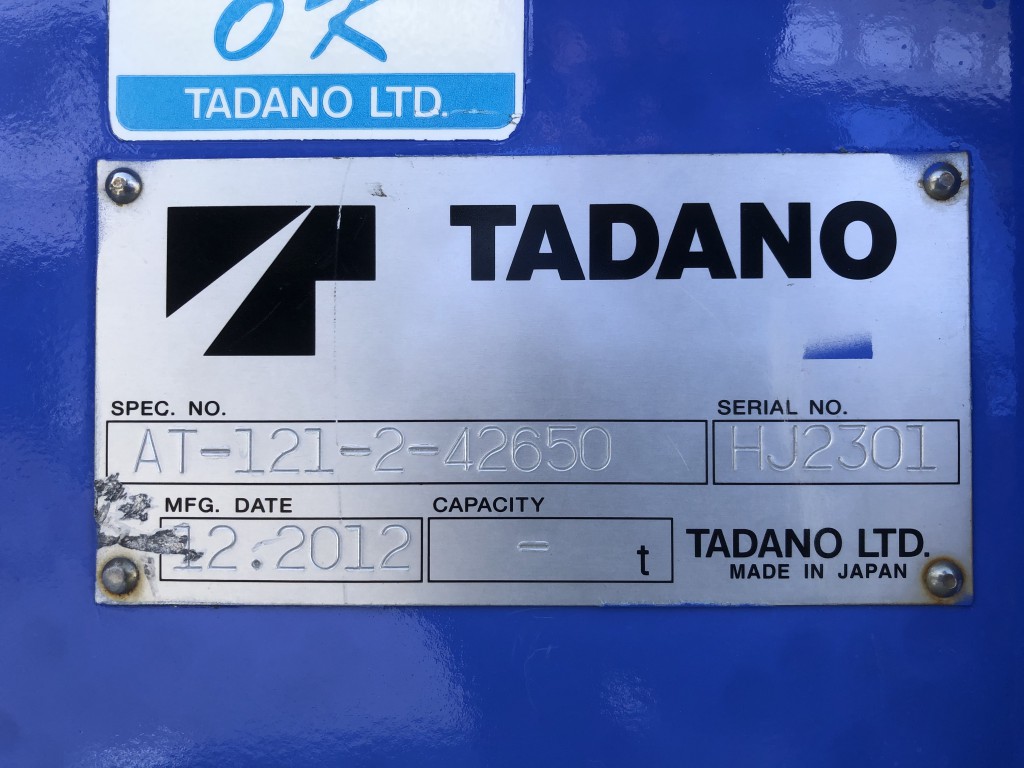 OK
TADANO LTD.
TADANO
SPEC. NO.
SERIAL NO.
AT-121-2-42650
HJ2301
MFG. DATE
CAPACITY
12.2012
- t
TADANO LTD.
MADE IN JAPAN